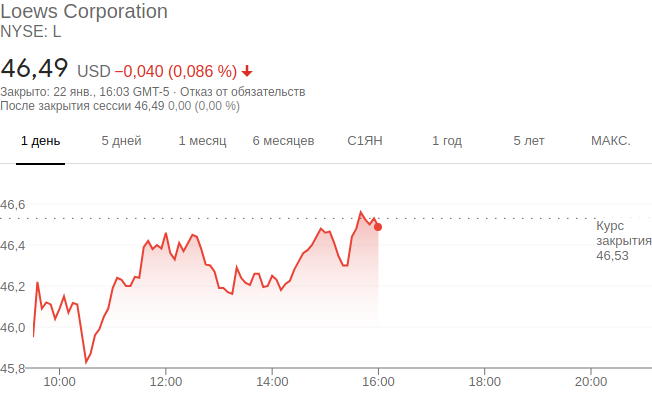 Loews Corporation
NYSE: L
46,49 USD −0,040 (0,086 %)
Закрыто: 22 янв., 16:03 GMT-5 · Отказ от обязательств
После закрытия сессии 46,49 0,00 (0,00 %)
1 день 5 дней 1 месяц 6 месяцев С1ЯН 1 год 5 лет МАКС.
46,6
Курс
46,4 закрытия
46,53
46,2
46,0
45,8
10:00 12:00 14:00 16:00 18:00 20:00